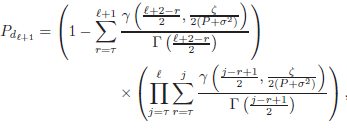 $P_{d_{\ell+1}} = \left( 1 - \sum_{r=\tau}^{\ell+1} \frac{\gamma\left( \frac{\ell+2-r}{2}, \frac{\zeta}{2(P+\sigma^2)} \right)}{\Gamma\left( \frac{\ell+2-r}{2} \right)} \right)$
$\times \left( \prod_{j=\tau}^{\ell} \sum_{r=\tau}^{j} \frac{\gamma\left( \frac{j-r+1}{2}, \frac{\zeta}{2(P+\sigma^2)} \right)}{\Gamma\left( \frac{j-r+1}{2} \right)} \right),$